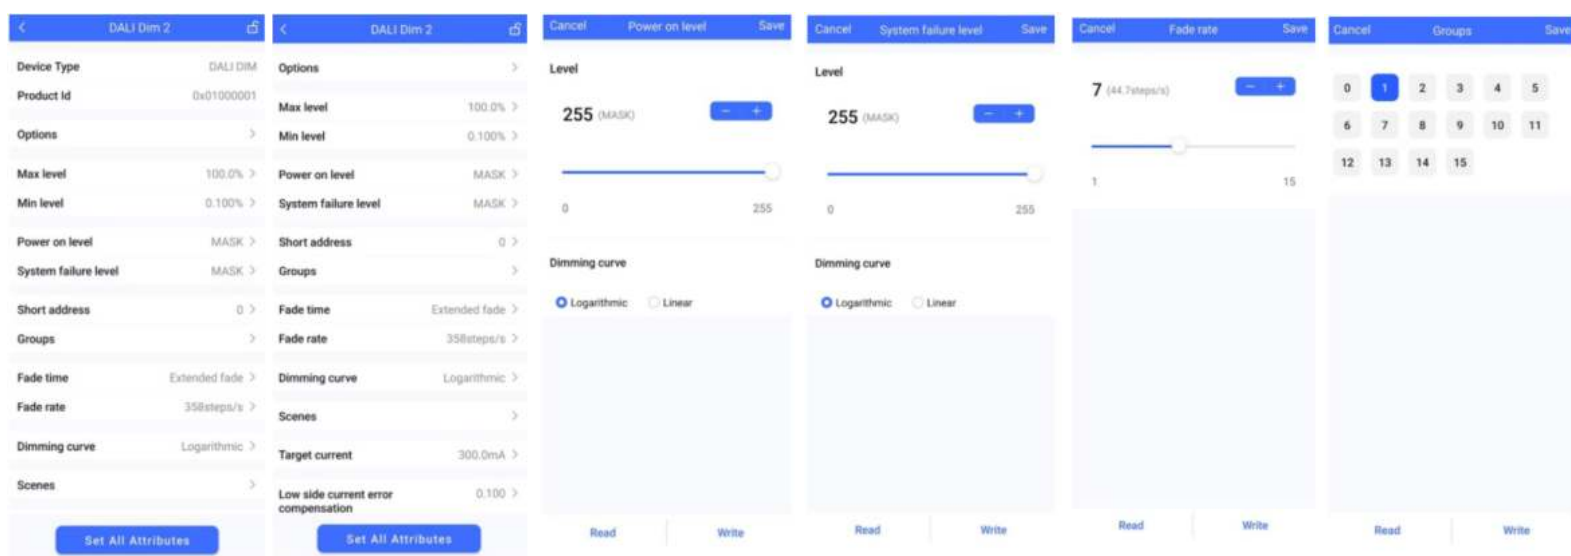 DALI Dim 2
Device Type DALI DIM
Product Id 0x01000001
Options
Max level 100.0%
Min level 0.100%
Power on level MASK
System failure level MASK
Short address 0
Groups
Fade time Extended fade
Fade rate 358steps/s
Dimming curve Logarithmic
Scenes
Set All Attributes
DALI Dim 2
Options
Max level 100.0%
Min level 0.100%
Power on level MASK
System failure level MASK
Short address 0
Groups
Fade time Extended fade
Fade rate 358steps/s
Dimming curve Logarithmic
Scenes
Target current 300.0mA
Low side current error 0.100
compensation
Set All Attributes
Cancel Power on level Save
Level
255 (MASK) - +
0 255
Dimming curve
Logarithmic Linear
Read Write
Cancel System failure level Save
Level
255 (MASK) - +
0 255
Dimming curve
Logarithmic Linear
Read Write
Cancel Fade rate Save
7 (44.7steps/s) - +
1 15
Read Write
Cancel Groups Save
0 1 2 3 4 5
6 7 8 9 10 11
12 13 14 15
Read Write